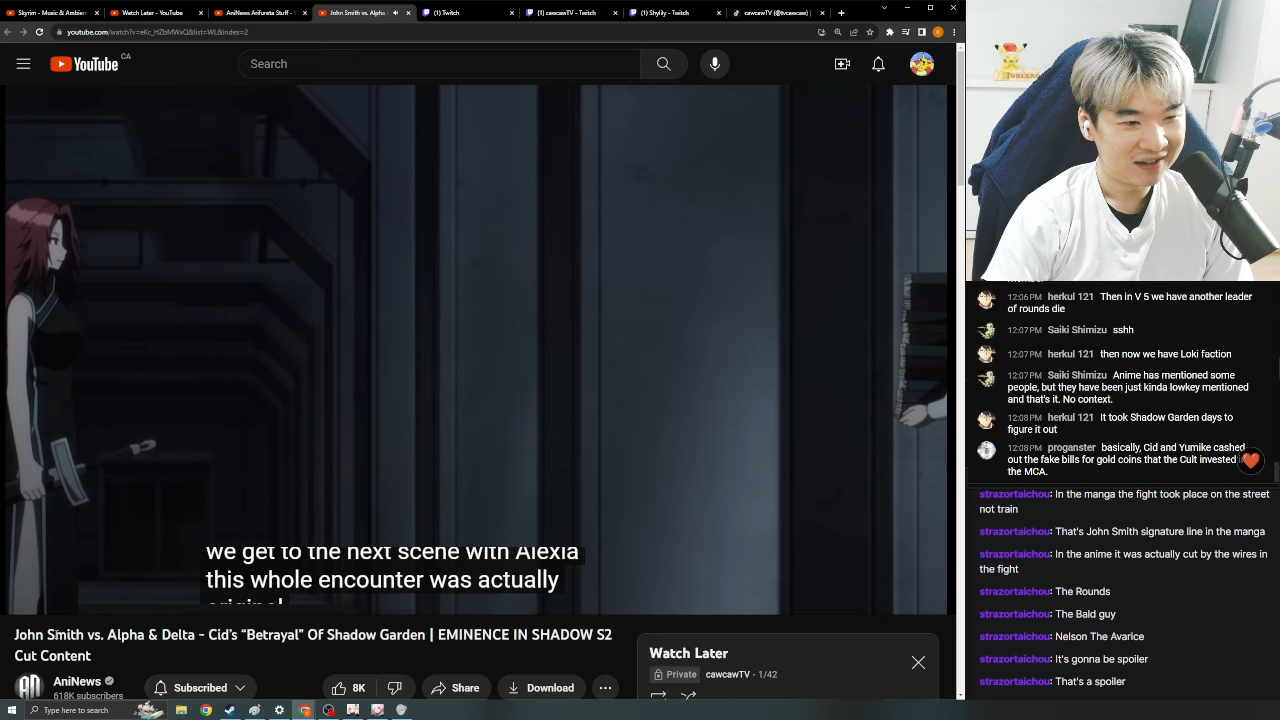 Slgrim - Music & Ambien
Watch Later - YouTube
AniNews Arifureta Stuff -
John Smith vs. Alpha
(1) Twitch
(1) cawcawTV - Twitch
(1) Shylily - Twitch
cawcawTV (@tvcawcaw) |
youtube.com/watch?v=eKc_HZbMWxQ&list=WL&index=2
YouTube CA
Search
we get to the next scene with Alexia
this whole encounter was actually
original
John Smith vs. Alpha & Delta - Cid's "Betrayal" Of Shadow Garden | EMINENCE IN SHADOW S2
Cut Content
AniNews
618K subscribers
Subscribed
8K
Share
Download
Watch Later
Private cawcawTV - 1/42
Type here to search
TOBLERO
12:06 PM herkul 121 Then in V 5 we have another leader
of rounds die
12:07 PM Saiki Shimizu sshh
12:07 PM herkul 121 then now we have Loki faction
12:07 PM Saiki Shimizu Anime has mentioned some
people, but they have been just kinda lowkey mentioned
and that's it. No context.
12:08 PM herkul 121 It took Shadow Garden days to
figure it out
12:08 PM proganster basically, Cid and Yumike cashed
out the fake bills for gold coins that the Cult invested
the MCA.
strazortaichou: In the manga the fight took place on the street
not train
strazortaichou: That's John Smith signature line in the manga
strazortaichou: In the anime it was actually cut by the wires in
the fight
strazortaichou: The Rounds
strazortaichou: The Bald guy
strazortaichou: Nelson The Avarice
strazortaichou: It's gonna be spoiler
strazortaichou: That's a spoiler